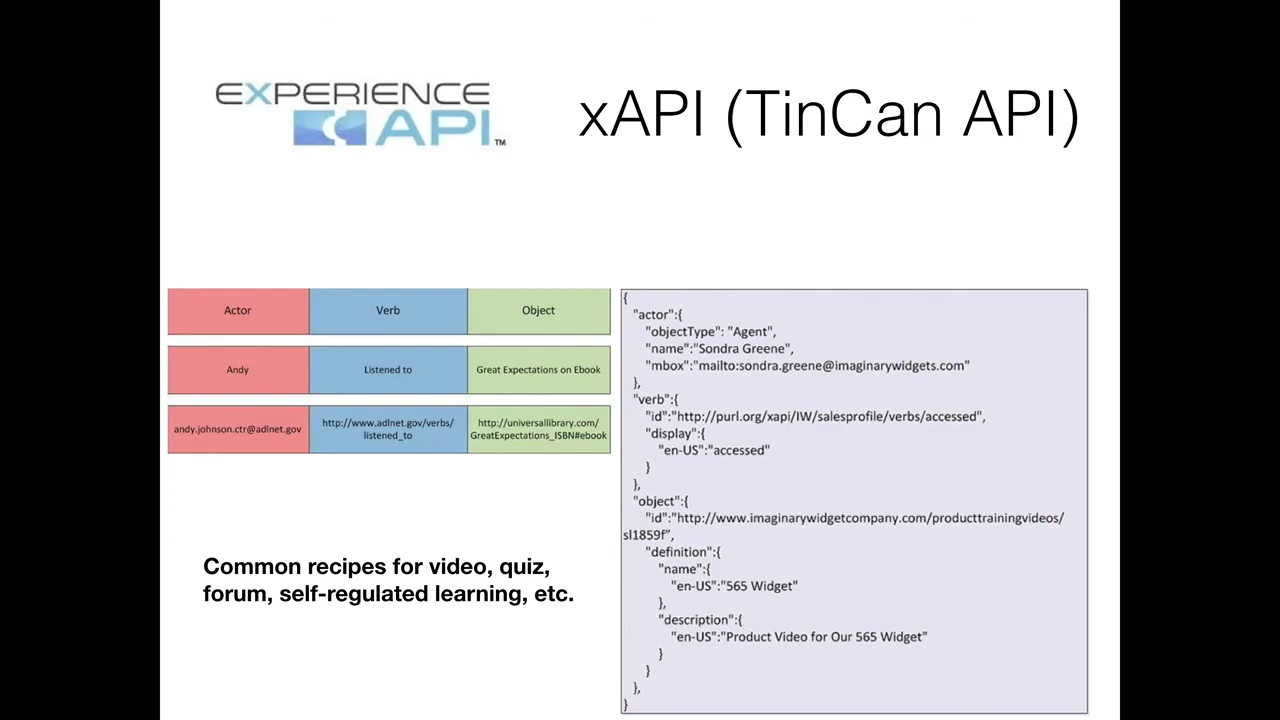 EXPERIENCE
API™
xAPI (TinCan API)
Actor
Verb
Object
Andy
Listened to
Great Expectations on Ebook
andy.johnson.ctr@adlnet.gov
http://www.adlnet.gov/verbs/
listened_to
http://universallibrary.com/
GreatExpectations_ISBN#ebook
Common recipes for video, quiz,
forum, self-regulated learning, etc.
{
"actor":{
"objectType": "Agent",
"name":"Sondra Greene",
"mbox":"mailto:sondra.greene@imaginarywidgets.com"
},
"verb":{
"id":"http://purl.org/xapi/IW/salesprofile/verbs/accessed",
"display":{
"en-US":"accessed"
}
},
"object":{
"id":"http://www.imaginarywidgetcompany.com/producttrainingvideos/
sl1859f",
"definition":{
"name":{
"en-US":"565 Widget"
},
"description":{
"en-US":"Product Video for Our 565 Widget"
}
}
},
}